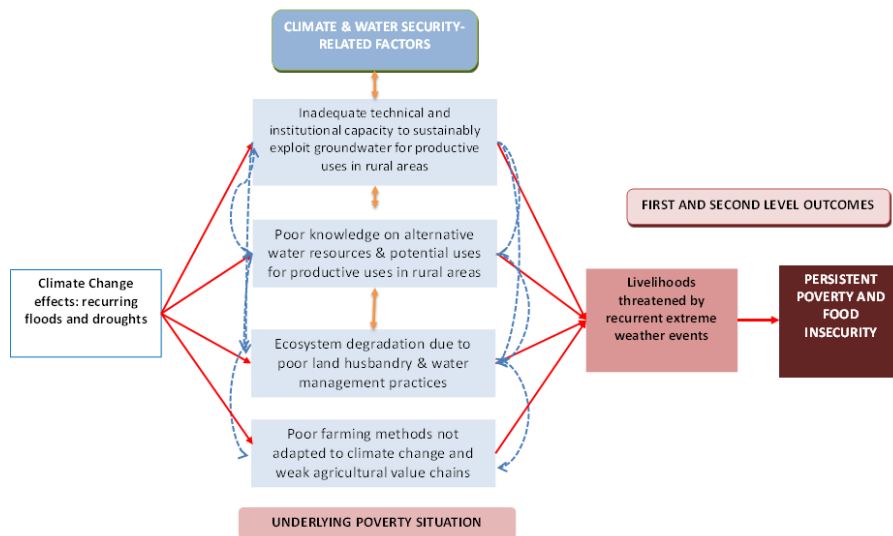 CLIMATE & WATER SECURITY-
RELATED FACTORS
Inadequate technical and
institutional capacity to sustainably
exploit groundwater for productive
uses in rural areas
FIRST AND SECOND LEVEL OUTCOMES
Poor knowledge on alternative
water resources & potential uses
for productive uses in rural areas
Climate Change
effects: recurring
floods and droughts
Livelihoods
threatened by
recurrent extreme
weather events
PERSISTENT
POVERTY AND
FOOD
INSECURITY
Ecosystem degradation due to
poor land husbandry & water
management practices
Poor farming methods not
adapted to climate change and
weak agricultural value chains
UNDERLYING POVERTY SITUATION